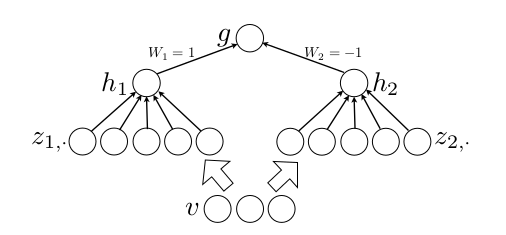 g
W₁ = 1
W₂ = −1
h₁
h₂
z₁,.
z₂,.
v